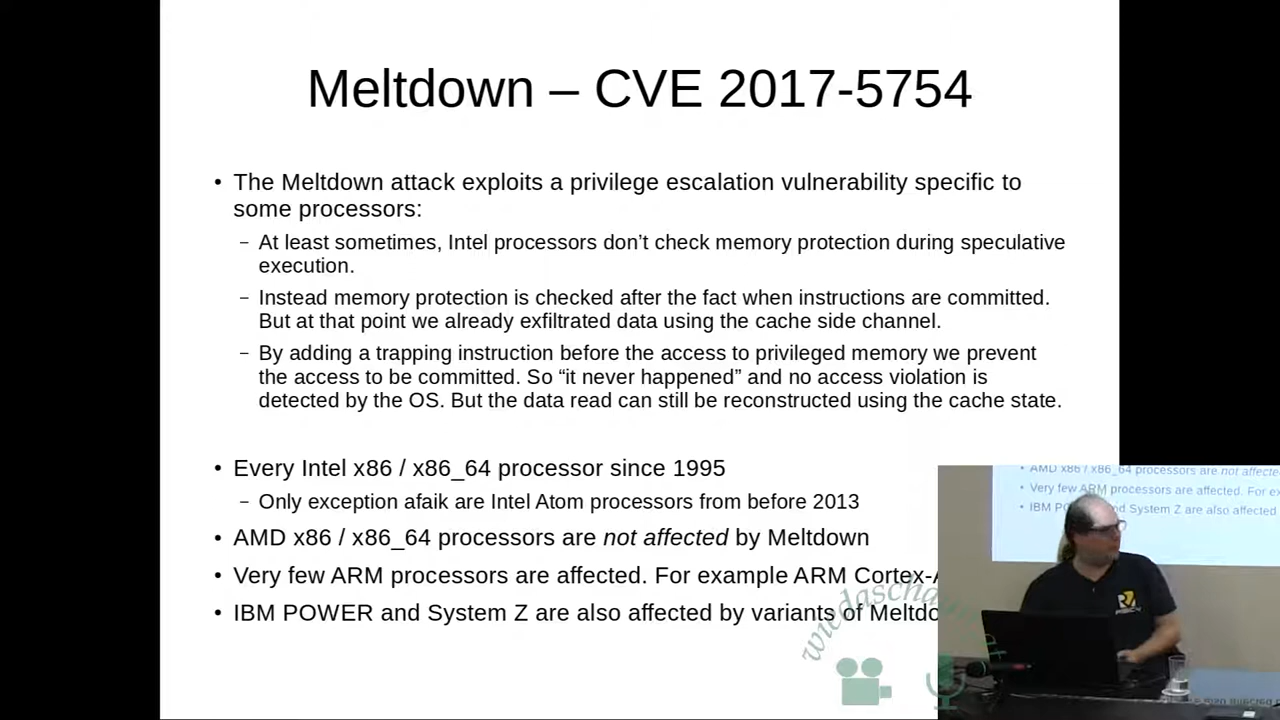 Meltdown – CVE 2017-5754
• The Meltdown attack exploits a privilege escalation vulnerability specific to
some processors:
– At least sometimes, Intel processors don't check memory protection during speculative
execution.
– Instead memory protection is checked after the fact when instructions are committed.
But at that point we already exfiltrated data using the cache side channel.
– By adding a trapping instruction before the access to privileged memory we prevent
the access to be committed. So “it never happened” and no access violation is
detected by the OS. But the data read can still be reconstructed using the cache state.
• Every Intel x86 / x86_64 processor since 1995
– Only exception afaik are Intel Atom processors from before 2013
• AMD x86 / x86_64 processors are not affected by Meltdown
• Very few ARM processors are affected. For example ARM Cortex-
• IBM POWER and System Z are also affected by variants of Meltdo
• AMD x86 / x86_64 processors are not affecte
• Very few ARM processors are affected. For ex
• IBM and System Z are also affected